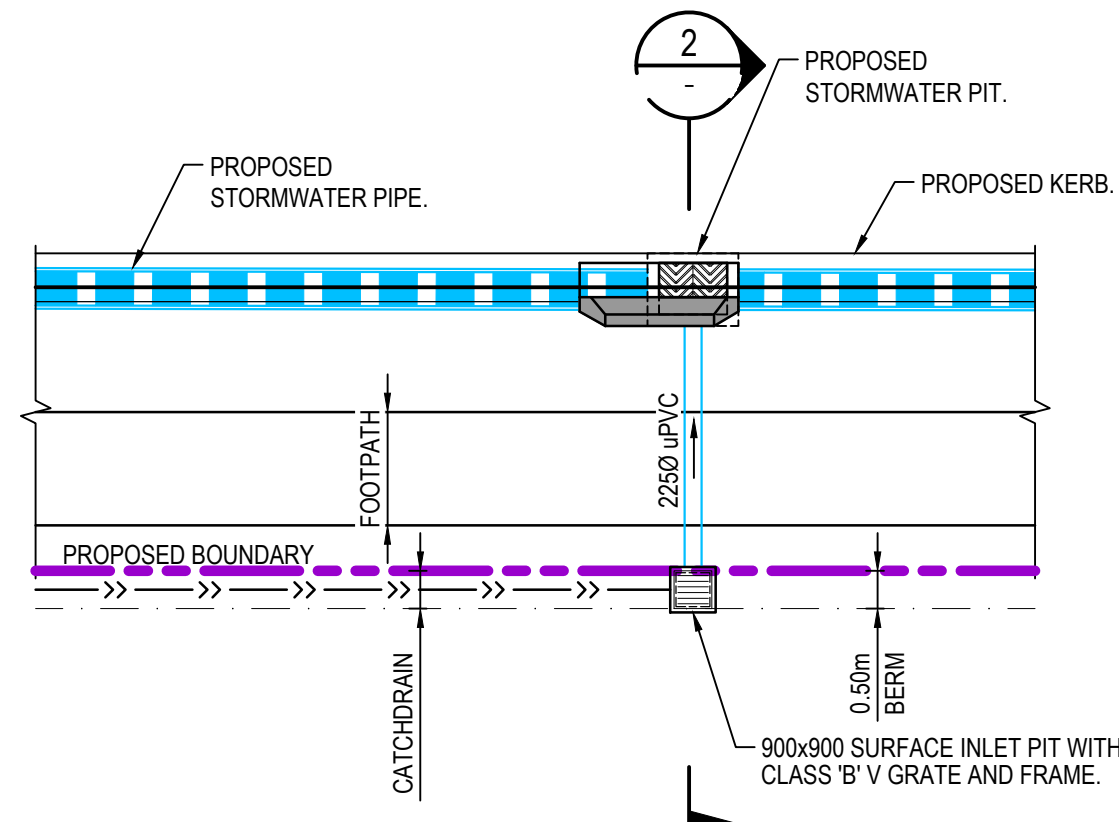 2
-
PROPOSED
STORMWATER PIT.
PROPOSED
STORMWATER PIPE.
PROPOSED KERB.
FOOTPATH
225Ø uPVC
PROPOSED BOUNDARY
CATCHDRAIN
0.50m
BERM
900x900 SURFACE INLET PIT WITH
CLASS 'B' V GRATE AND FRAME.